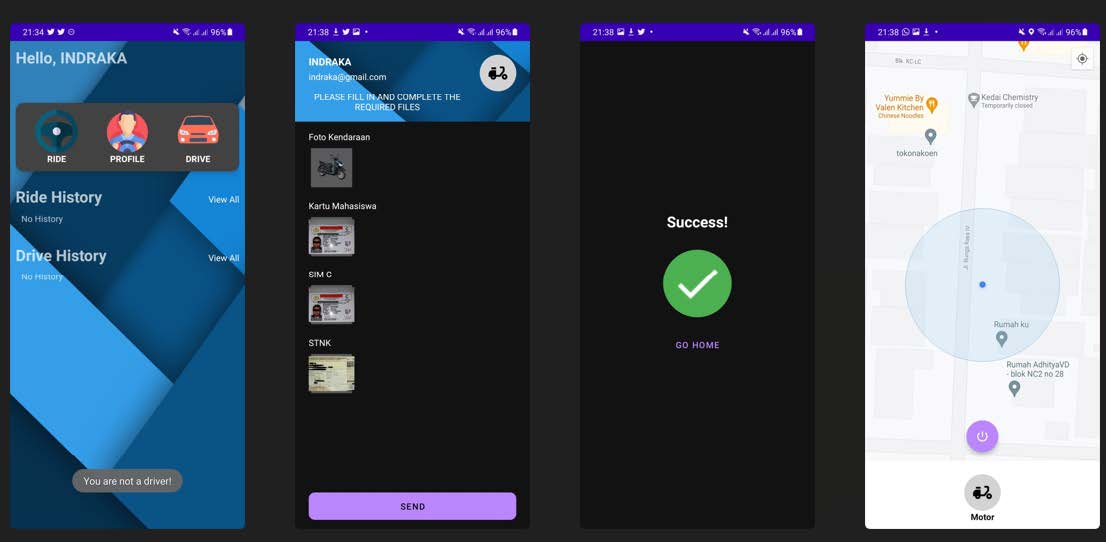 21:34
96%
Hello, INDRAKA
RIDE
PROFILE
DRIVE
Ride History
View All
No History
Drive History
View All
No History
You are not a driver!
21:38
96%
INDRAKA
indraka@gmail.com
PLEASE FILL IN AND COMPLETE THE
REQUIRED FILES
Foto Kendaraan
Kartu Mahasiswa
SIM C
STNK
SEND
21:38
96%
Success!
GO HOME
21:38
96%
Blk. KC-LC
Yummie By
Valen Kitchen
Chinese Noodles
Kedai Chemistry
Temporarily closed
tokonakoen
Rumah ku
Rumah AdhityaVD
- blok NC2 no 28
Motor